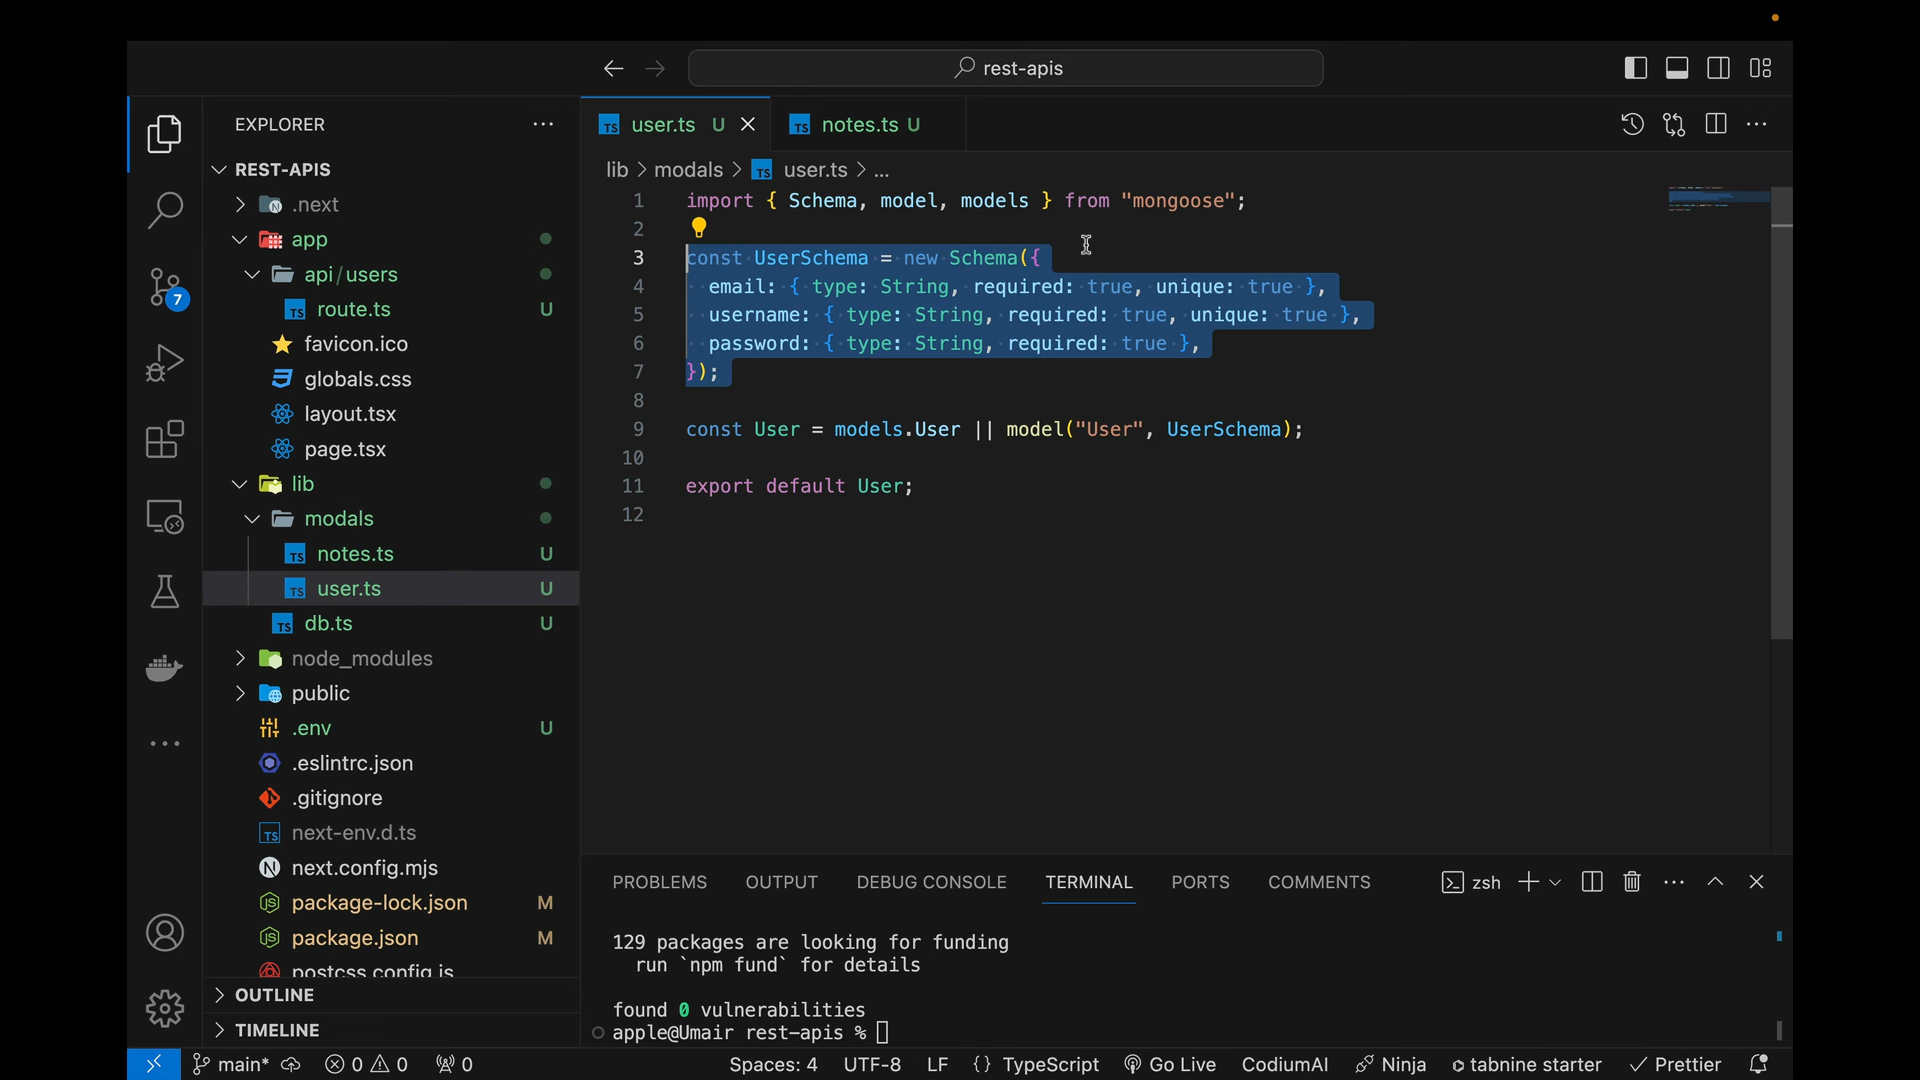 rest-apis
EXPLORER
REST-APIS
.next
app
api/users
route.ts U
favicon.ico
globals.css
layout.tsx
page.tsx
lib
modals
notes.ts U
user.ts U
db.ts U
node_modules
public
.env U
.eslintrc.json
.gitignore
next-env.d.ts
next.config.mjs
package-lock.json M
package.json M
postcss.config.js
OUTLINE
TIMELINE
7
user.ts U
notes.ts U
lib > modals > user.ts > ...
1 import { Schema, model, models } from "mongoose";
2
3 const UserSchema = new Schema({
4 email: { type: String, required: true, unique: true },
5 username: { type: String, required: true, unique: true },
6 password: { type: String, required: true },
7 });
8
9 const User = models.User || model("User", UserSchema);
10
11 export default User;
12
PROBLEMS OUTPUT DEBUG CONSOLE TERMINAL PORTS COMMENTS
zsh
129 packages are looking for funding
run `npm fund` for details
found 0 vulnerabilities
apple@Umair rest-apis %
main* 0 0 0 Spaces: 4 UTF-8 LF {} TypeScript Go Live CodiumAI Ninja tabnine starter Prettier